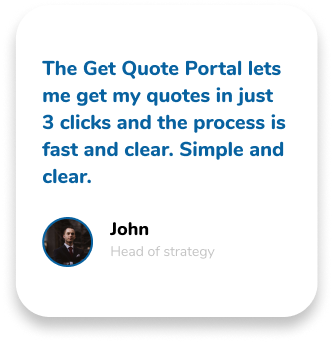 The Get Quote Portal lets
me get my quotes in just
3 clicks and the process is
fast and clear. Simple and
clear.
John
Head of strategy